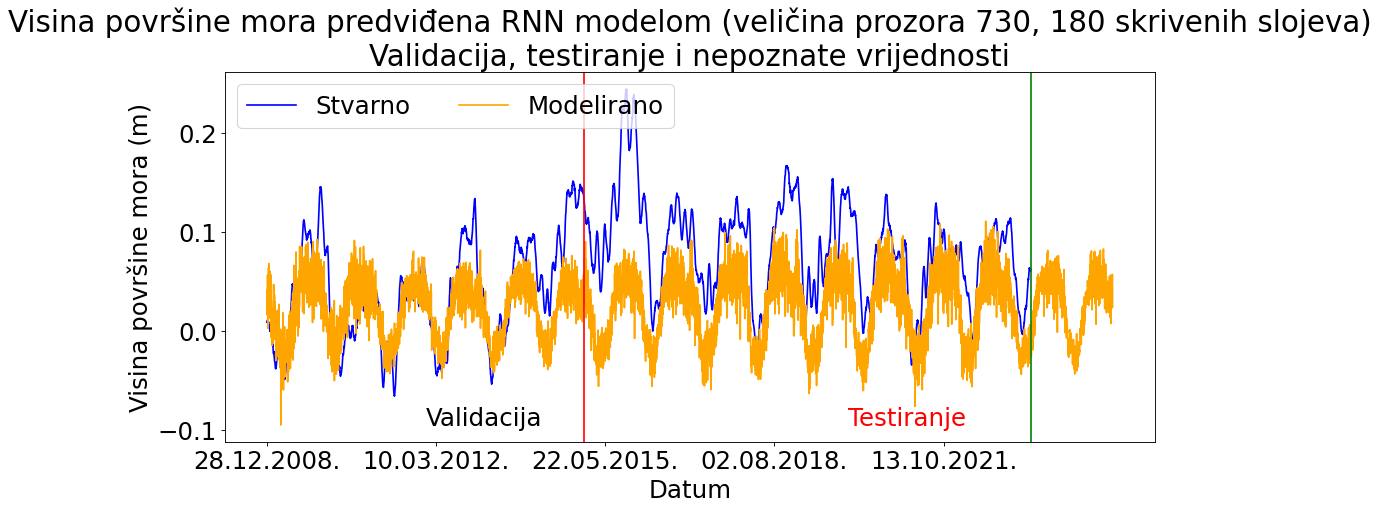 Visina površine mora predviđena RNN modelom (veličina prozora 730, 180 skrivenih slojeva)
Validacija, testiranje i nepoznate vrijednosti
Stvarno
Modelirano
Visina površine mora (m)
0.2
0.1
0.0
−0.1
Validacija
Testiranje
28.12.2008.
10.03.2012.
22.05.2015.
02.08.2018.
13.10.2021.
Datum